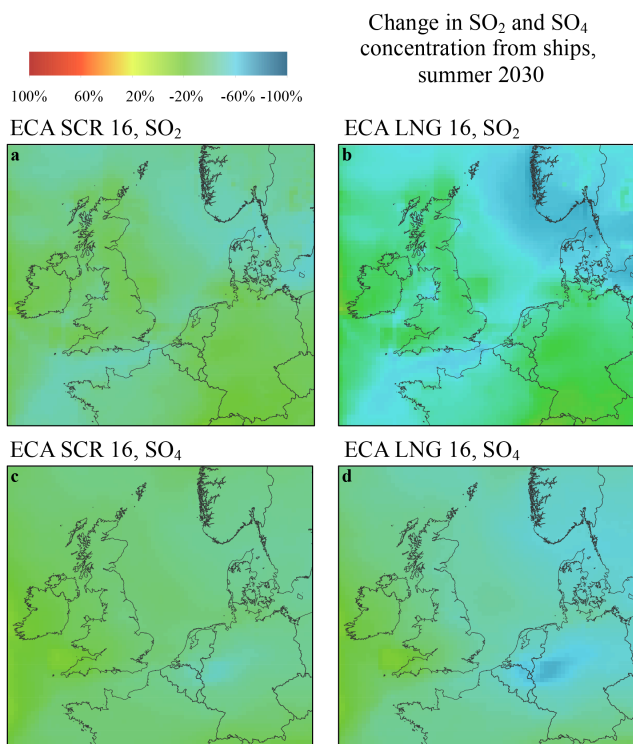 Change in SO₂ and SO₄
concentration from ships,
summer 2030
100% 60% 20% -20% -60% -100%
ECA SCR 16, SO₂
ECA LNG 16, SO₂
a
b
ECA SCR 16, SO₄
ECA LNG 16, SO₄
c
d